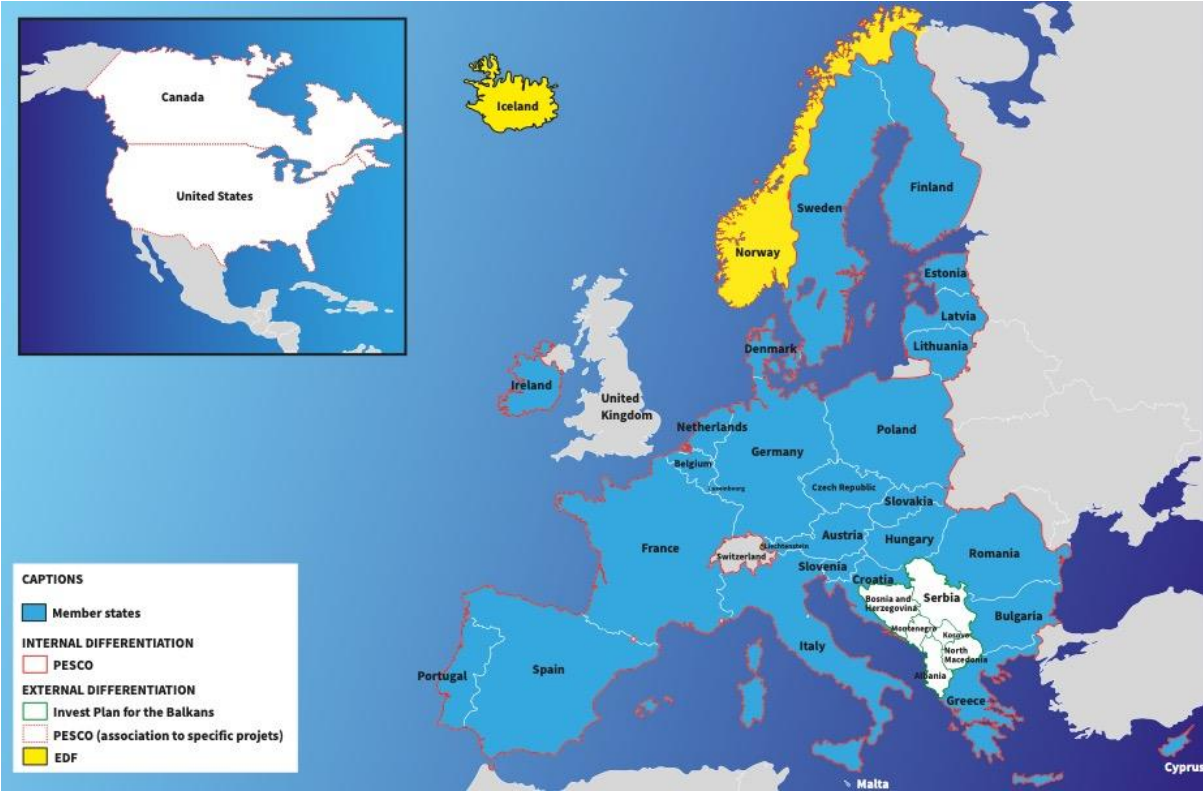 Canada
United States
Iceland
Norway
Sweden
Finland
Estonia
Latvia
Lithuania
Denmark
Ireland
United
Kingdom
Netherlands
Belgium
Luxembourg
Germany
Poland
Czech Republic
Slovakia
France
Switzerland
Liechtenstein
Austria
Hungary
Slovenia
Croatia
Romania
Bosnia and
Herzegovina
Serbia
Montenegro
Kosovo
North
Macedonia
Albania
Bulgaria
Italy
Portugal
Spain
Greece
Malta
Cyprus
CAPTIONS
Member states
INTERNAL DIFFERENTIATION
PESCO
EXTERNAL DIFFERENTIATION
Invest Plan for the Balkans
PESCO (association to specific projets)
EDF